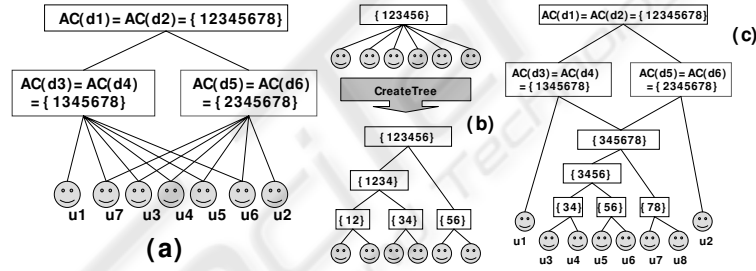 AC(d1)=AC(d2)={12345678}
AC(d3)=AC(d4)
={1345678}
AC(d5)=AC(d6)
={2345678}
u1 u7 u3 u4 u5 u6 u2
(a)
{123456}
CreateTree
(b)
{123456}
{1234}
{12} {34} {56}
AC(d1)=AC(d2)={12345678}
(c)
AC(d3)=AC(d4)
={1345678}
AC(d5)=AC(d6)
={2345678}
{345678}
{3456}
{34} {56} {78}
u1 u2
u3 u4 u5 u6 u7 u8